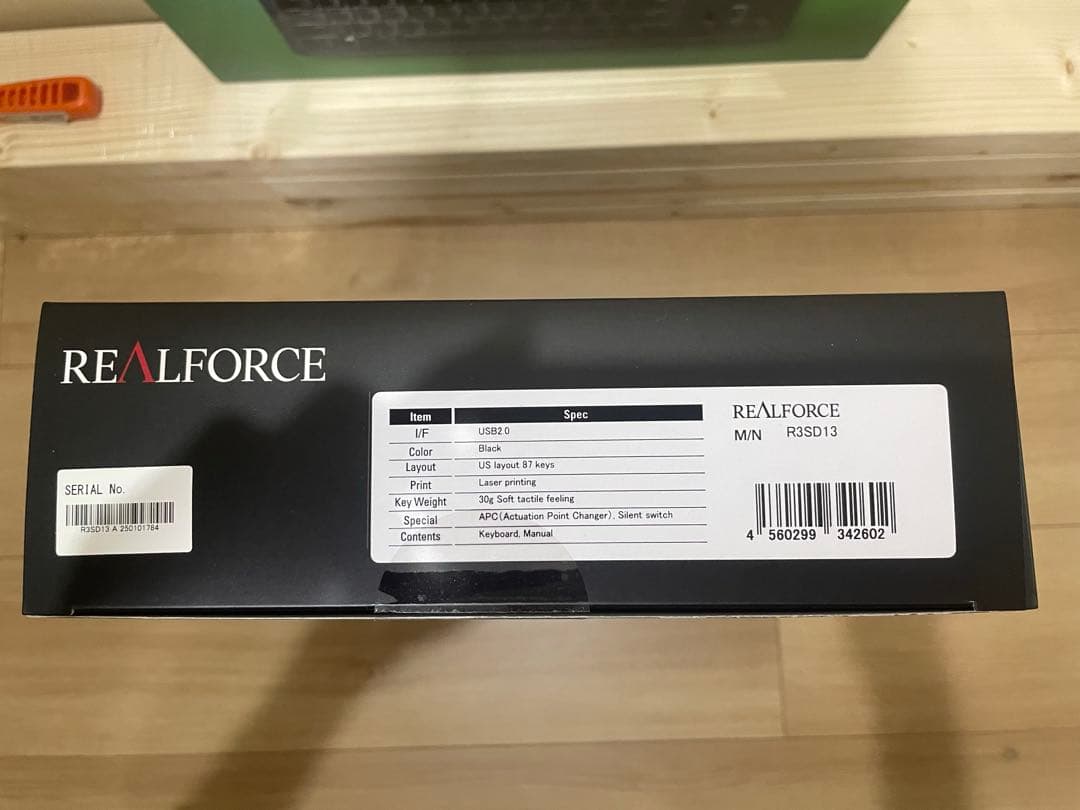 REALFORCE
SERIAL No.
R3SD13 A 250101784
Item Spec
I/F USB2.0
Color Black
Layout US layout 87 keys
Print Laser printing
Key Weight 30g Soft tactile feeling
Special APC(Actuation Point Changer), Silent switch
Contents Keyboard, Manual
REALFORCE
M/N R3SD13
4 560299 342602